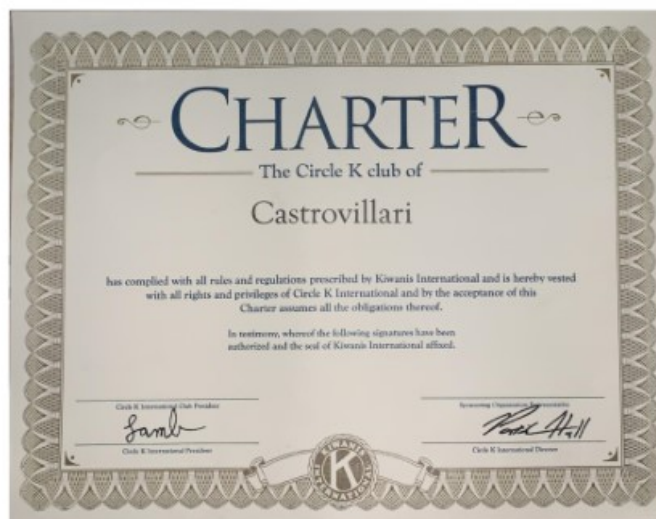 CHARTER
The Circle K club of
Castrovillari
has complied with all rules and regulations prescribed by Kiwanis International and is hereby vested
with all rights and privileges of Circle K International and by the acceptance of this
Charter assumes all the obligations thereof.
In testimony, whereof the following signatures have been
authorized and the seal of Kiwanis International affixed.
Circle K International Club President
Sponsoring Organization Representative
Circle K International President
Circle K International Director
KIWANIS
K
INTERNATIONAL